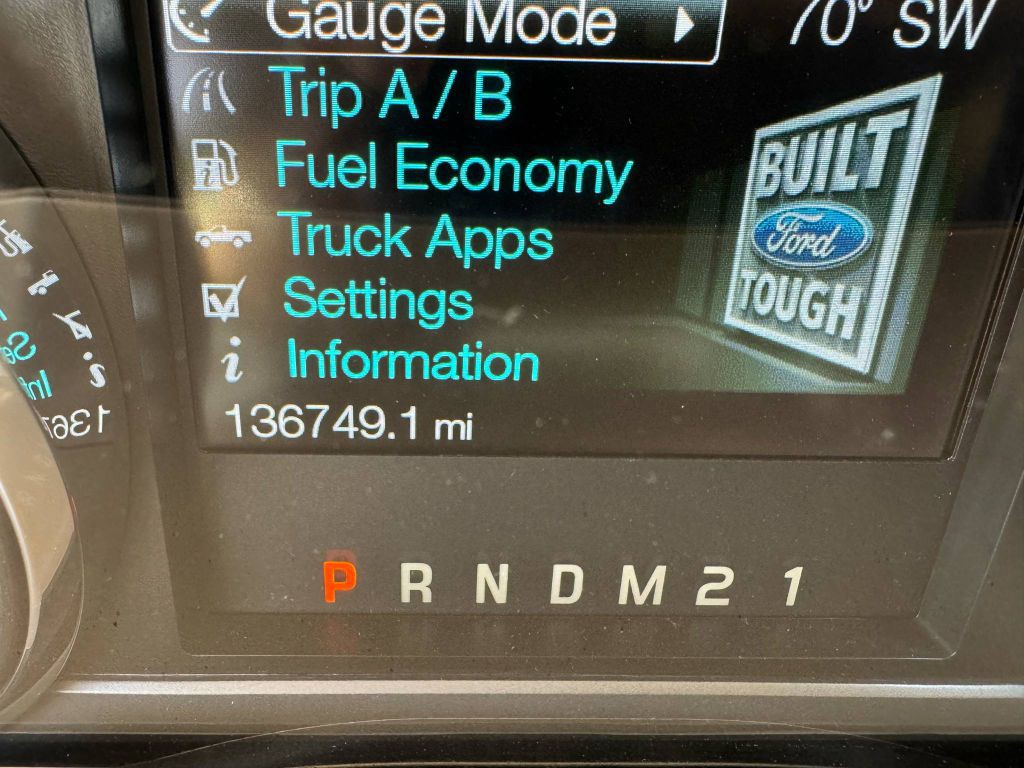 Gauge Mode
70° SW
Trip A / B
Fuel Economy
Truck Apps
Settings
i Information
136749.1 mi
BUILT
Ford
TOUGH
P R N D M 2 1